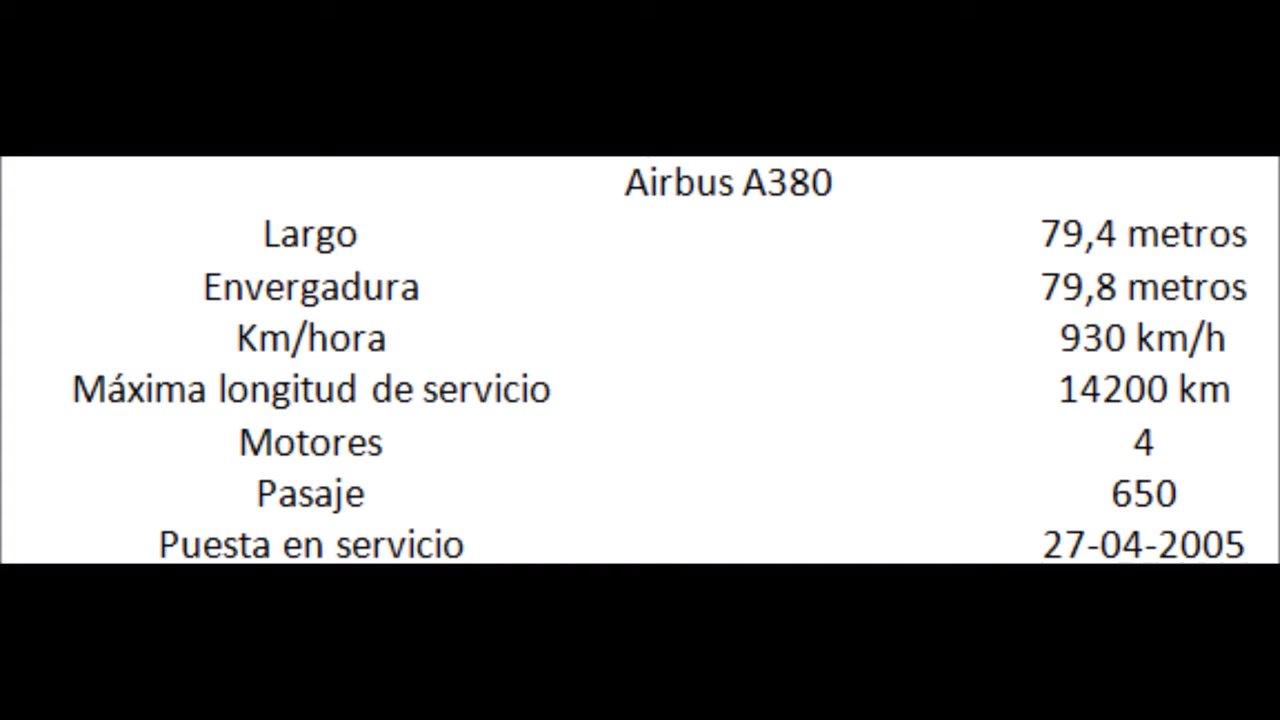 Airbus A380
Largo 79,4 metros
Envergadura 79,8 metros
Km/hora 930 km/h
Máxima longitud de servicio 14200 km
Motores 4
Pasaje 650
Puesta en servicio 27-04-2005